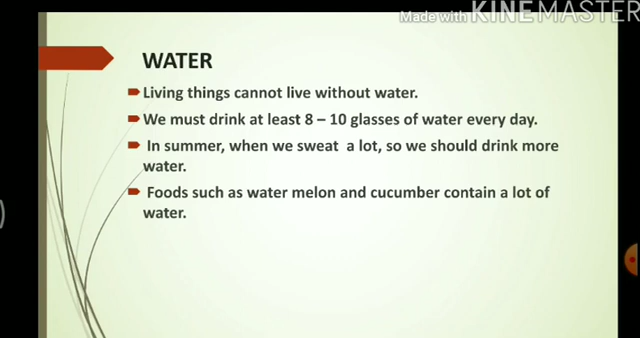 Made with KINEMASTER
WATER
Living things cannot live without water.
We must drink at least 8 – 10 glasses of water every day.
In summer, when we sweat a lot, so we should drink more
water.
Foods such as water melon and cucumber contain a lot of
water.